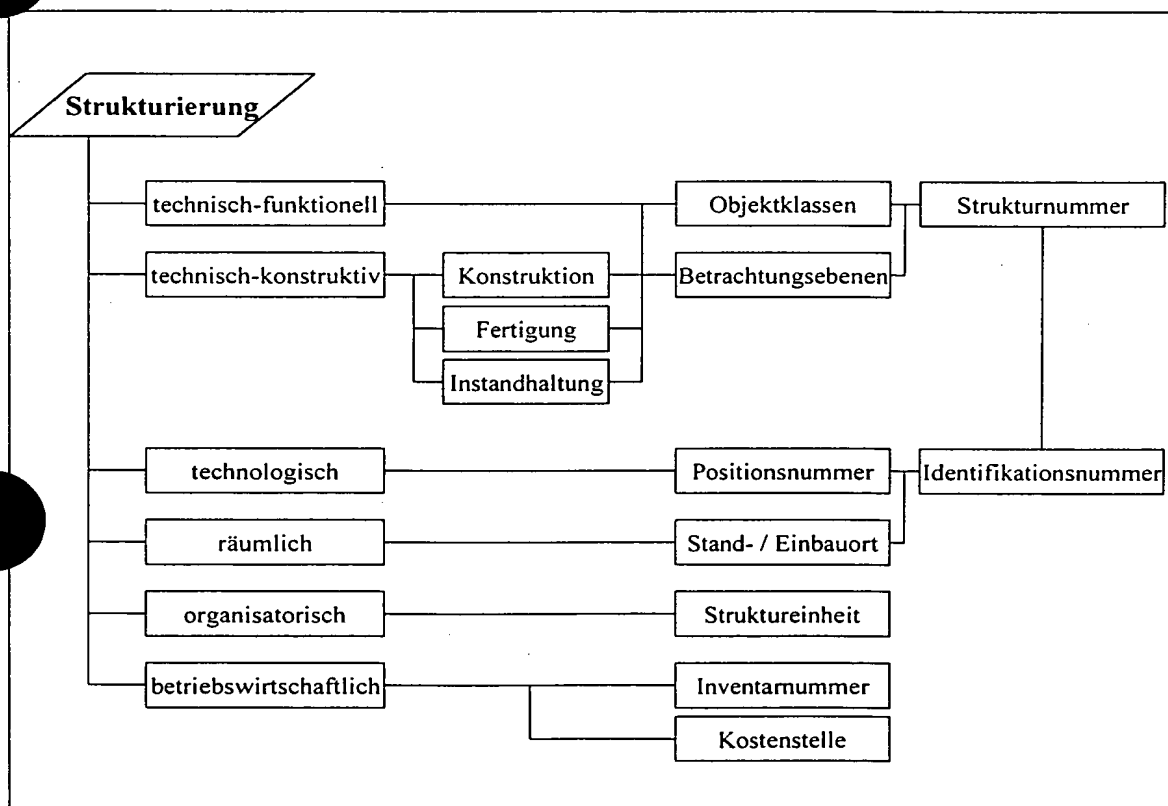 Strukturierung
technisch-funktionell
Objektklassen
Strukturnummer
technisch-konstruktiv
Konstruktion
Betrachtungsebenen
Fertigung
Instandhaltung
technologisch
Positionsnummer
Identifikationsnummer
räumlich
Stand- / Einbauort
organisatorisch
Struktureinheit
betriebswirtschaftlich
Inventarnummer
Kostenstelle